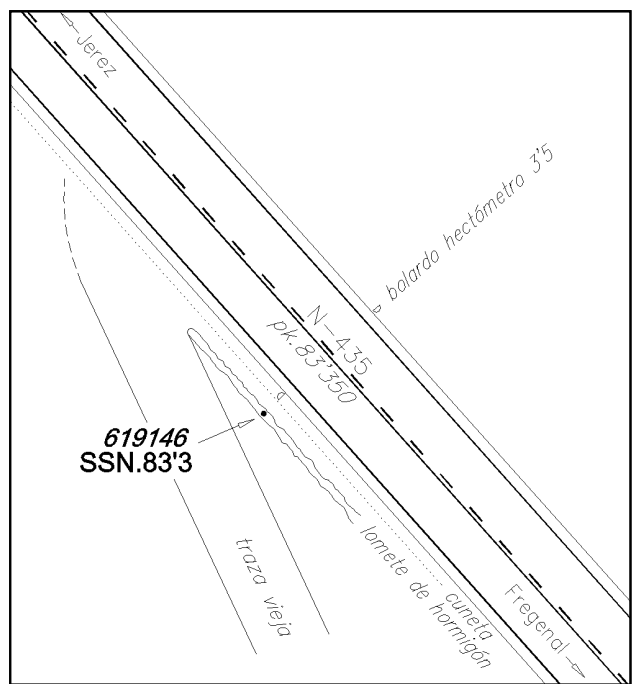 Jerez
bolardo hectómetro 3'5
N-435
pk.83'350
619146
SSN.83'3
traza vieja
lomete de hormigón
cuneta
Fregenal